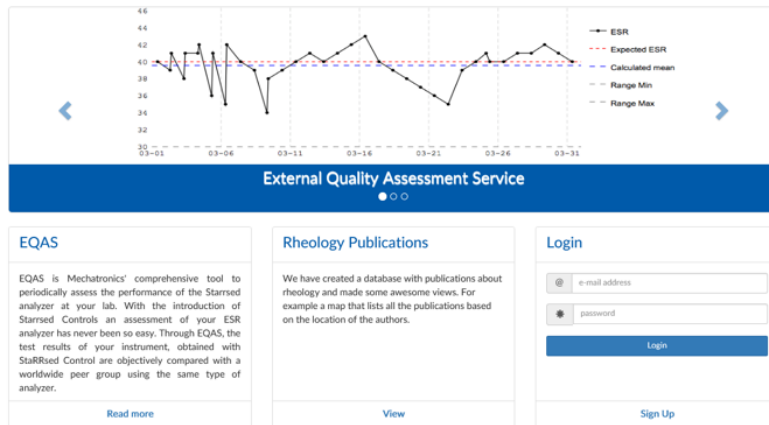 46
44
42
40
38
36
34
32
30
03-01
03-06
03-11
03-16
03-21
03-26
03-31
ESR
Expected ESR
Calculated mean
Range Min
Range Max
External Quality Assessment Service
EQAS
EQAS is Mechatronics' comprehensive tool to
periodically assess the performance of the Starrsed
analyzer at your lab. With the introduction of
Starrsed Controls an assessment of your ESR
analyzer has never been so easy. Through EQAS, the
test results of your instrument, obtained with
StaRRsed Control are objectively compared with a
worldwide peer group using the same type of
analyzer.
Read more
Rheology Publications
We have created a database with publications about
rheology and made some awesome views. For
example a map that lists all the publications based
on the location of the authors.
View
Login
@ e-mail address
password
Login
Sign Up